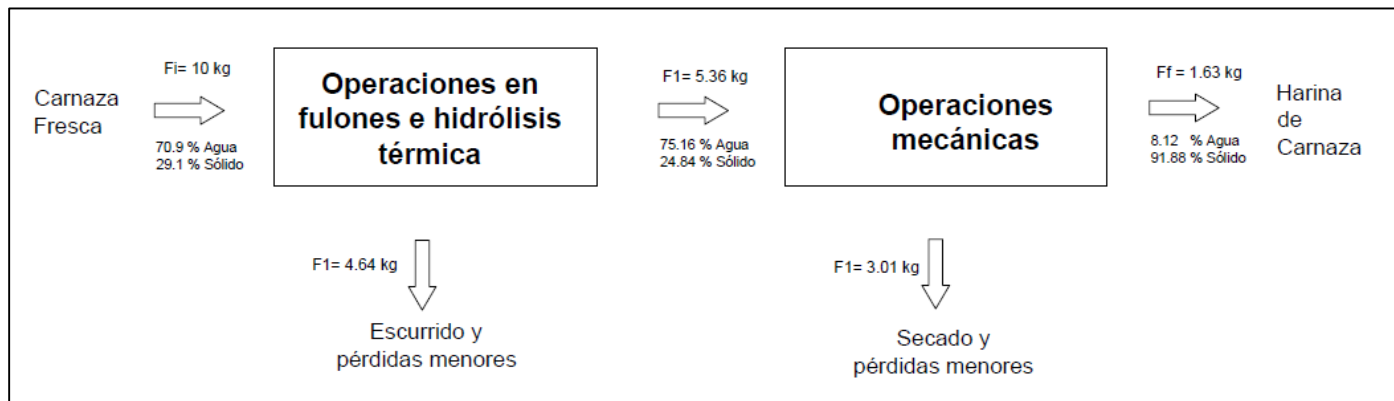 Carnaza
Fresca
Fi= 10 kg
70.9 % Agua
29.1 % Sólido
Operaciones en
fulones e hidrólisis
térmica
F1= 5.36 kg
75.16 % Agua
24.84 % Sólido
Operaciones
mecánicas
Ff = 1.63 kg
8.12 % Agua
91.88 % Sólido
Harina
de
Carnaza
F1= 4.64 kg
Escurrido y
pérdidas menores
F1= 3.01 kg
Secado y
pérdidas menores